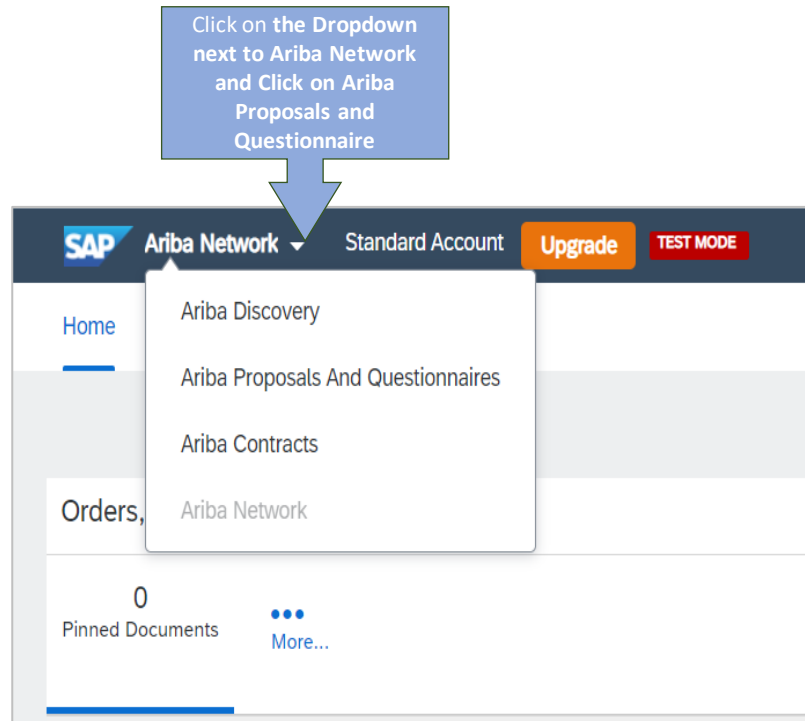 Click on the Dropdown
next to Ariba Network
and Click on Ariba
Proposals and
Questionnaire
SAP Ariba Network Standard Account Upgrade TEST MODE
Home
Ariba Discovery
Ariba Proposals And Questionnaires
Ariba Contracts
Orders, Ariba Network
0
Pinned Documents
More...